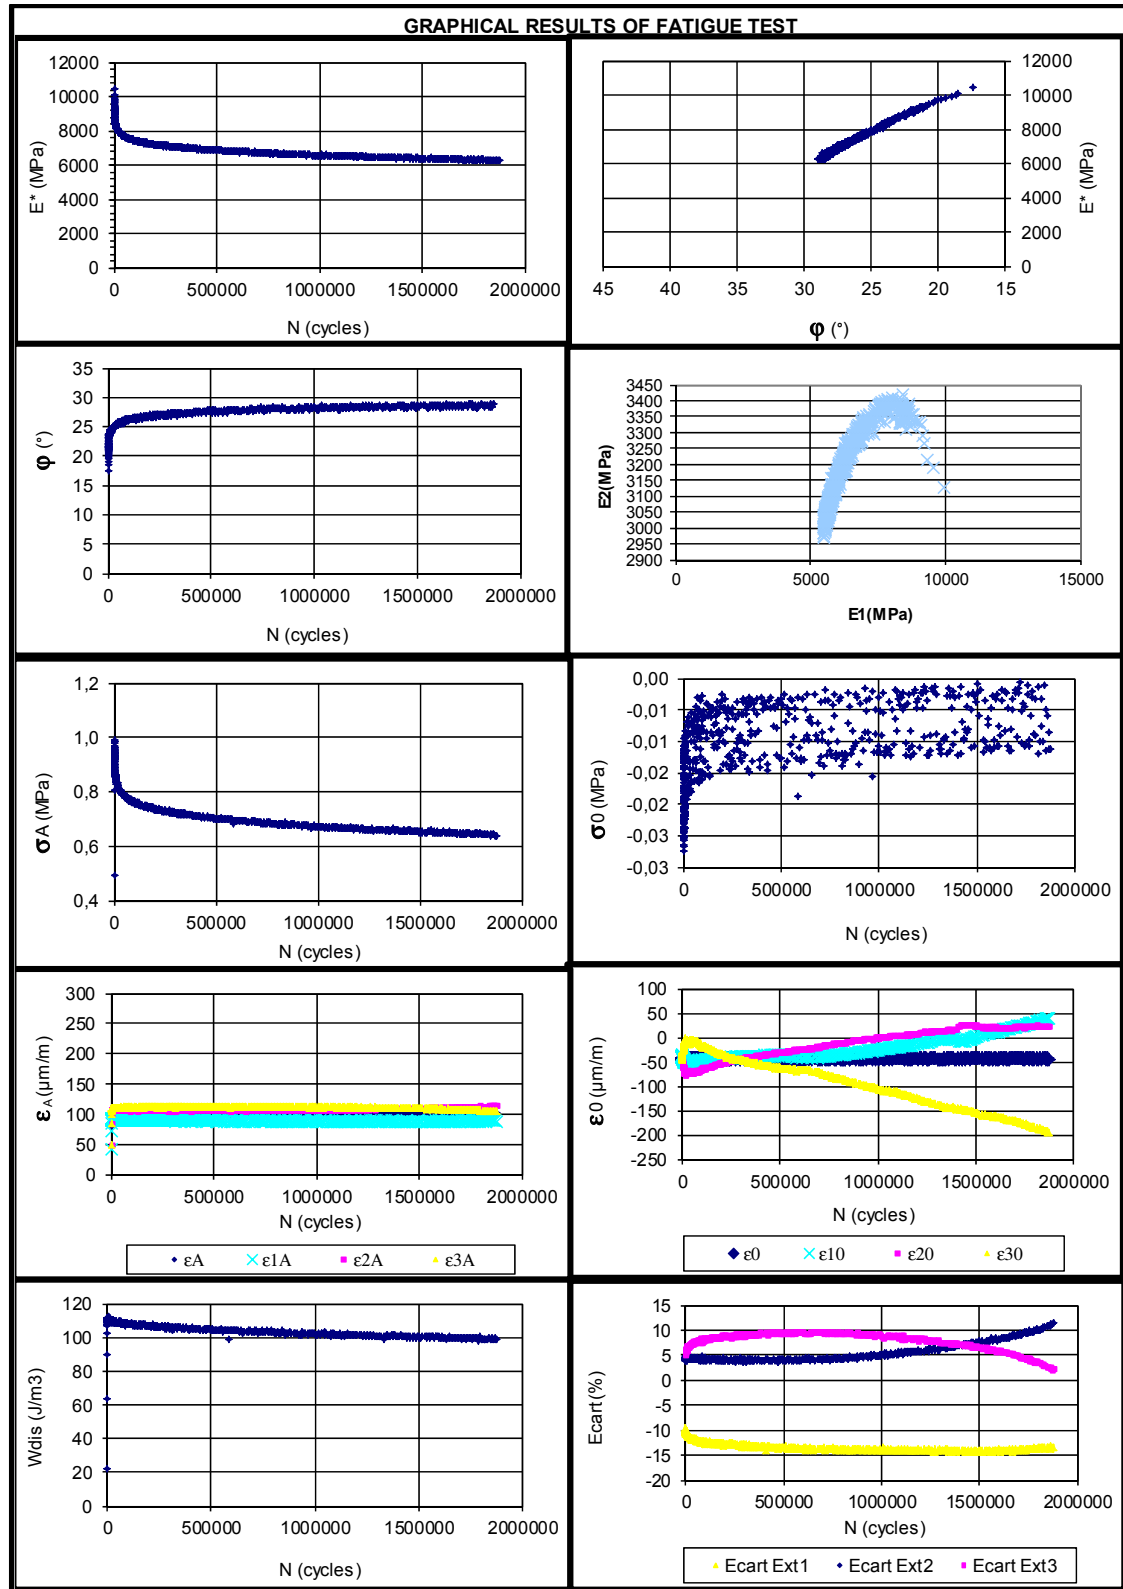 GRAPHICAL RESULTS OF FATIGUE TEST
12000
10000
8000
6000
4000
2000
0
E* (MPa)
0 500000 1000000 1500000 2000000
N (cycles)
12000
10000
8000
6000
4000
2000
0
E* (MPa)
45 40 35 30 25 20 15
φ (°)
35
30
25
20
15
10
5
0
φ (°)
0 500000 1000000 1500000 2000000
N (cycles)
3450
3400
3350
3300
3250
3200
3150
3100
3050
3000
2950
2900
E2(MPa)
0 5000 10000 15000
E1(MPa)
1,2
1,0
0,8
0,6
0,4
σA (MPa)
0 500000 1000000 1500000 2000000
N (cycles)
0,00
-0,01
-0,01
-0,02
-0,02
-0,03
-0,03
σ0 (MPa)
0 500000 1000000 1500000 2000000
N (cycles)
300
250
200
150
100
50
0
εA (µm/m)
0 500000 1000000 1500000 2000000
N (cycles)
εA ε1A ε2A ε3A
100
50
0
-50
-100
-150
-200
-250
ε0 (µm/m)
0 500000 1000000 1500000 2000000
N (cycles)
ε0 ε10 ε20 ε30
120
100
80
60
40
20
0
Wdis (J/m3)
0 500000 1000000 1500000 2000000
N (cycles)
15
10
5
0
-5
-10
-15
-20
Ecart(%)
0 500000 1000000 1500000 2000000
N (cycles)
Ecart Ext1 Ecart Ext2 Ecart Ext3